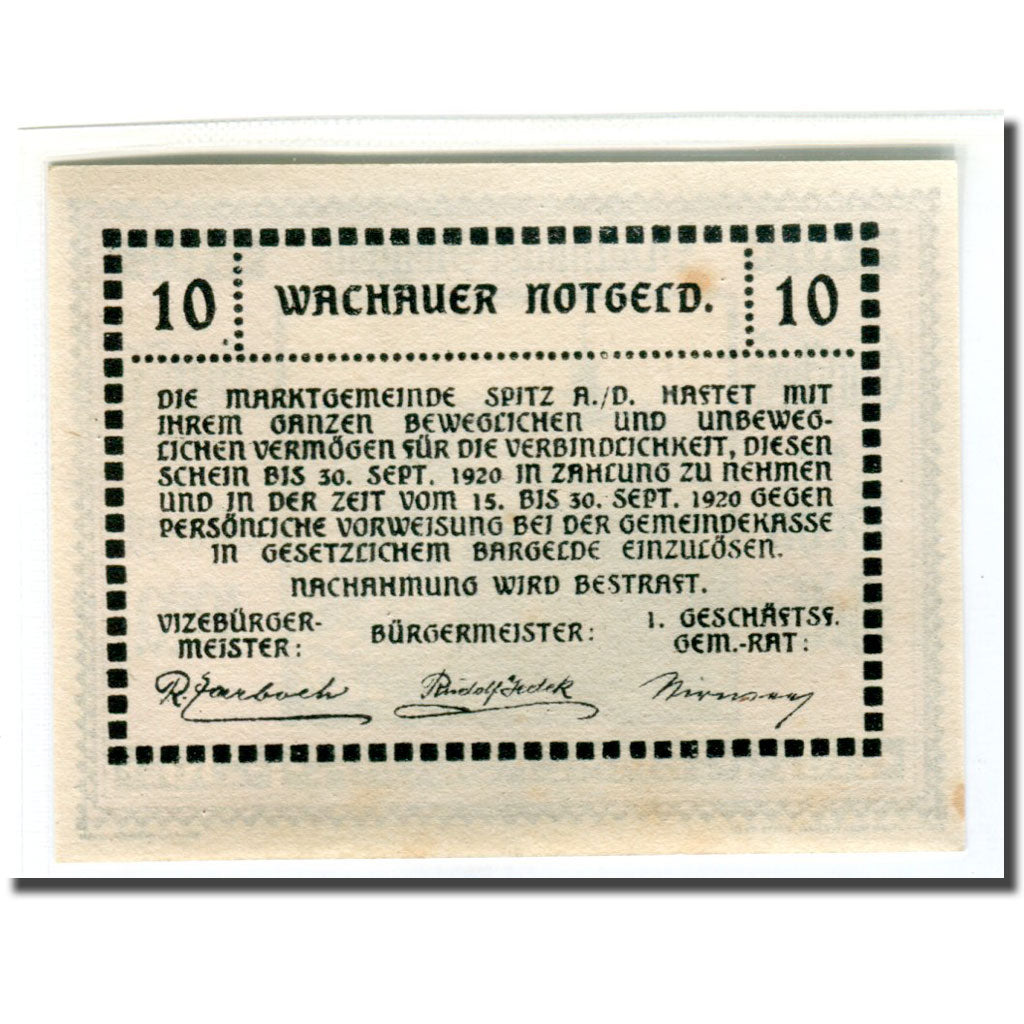 10 WACHAUER NOTGELD. 10
DIE MARKTGEMEINDE SPITZ A./D. HAFTET MIT
IHREM GANZEN BEWEGLICHEN UND UNBEWEG-
LICHEN VERMÖGEN FÜR DIE VERBINDLICHKEIT, DIESEN
SCHEIN BIS 30. SEPT. 1920 IN ZAHLUNG ZU NEHMEN
UND IN DER ZEIT VOM 15. BIS 30. SEPT. 1920 GEGEN
PERSÖNLICHE VORWEISUNG BEI DER GEMEINDEKASSE
IN GESETZLICHEM BARGELDE EINZULÖSEN.
NACHAHMUNG WIRD BESTRAFT.
VIZEBÜRGER-
MEISTER:
BÜRGERMEISTER:
1. GESCHÄFTSF.
GEM.-RAT:
R.
Rudolf